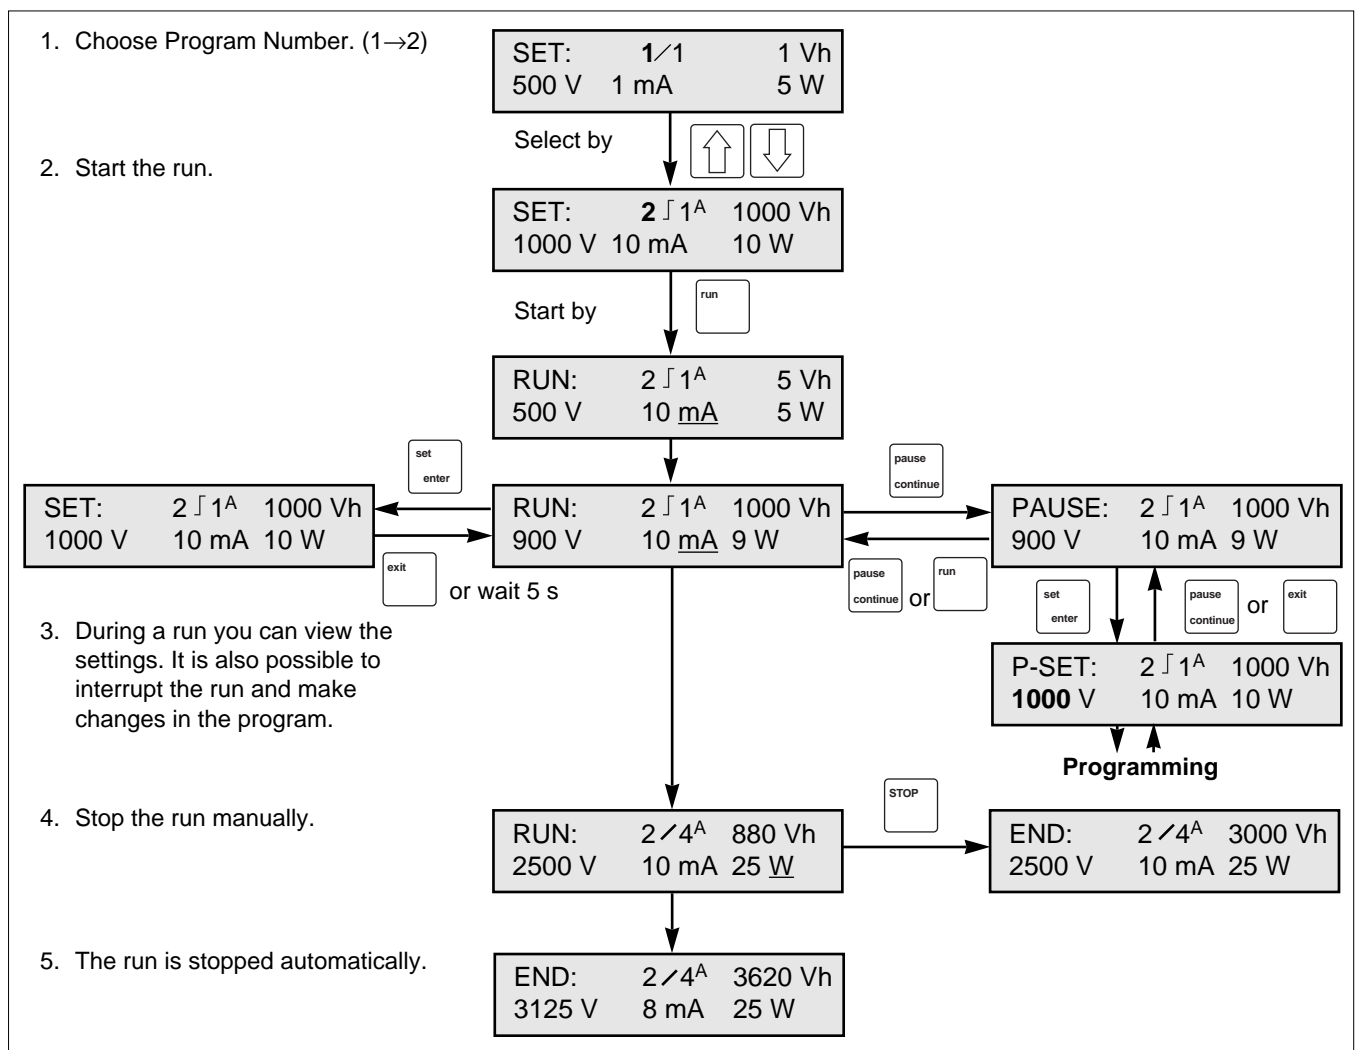 1. Choose Program Number. (1→2)
SET: 1/1 1 Vh
500 V 1 mA 5 W
Select by
2. Start the run.
SET: 2 ⌠ 1A 1000 Vh
1000 V 10 mA 10 W
Start by
run
RUN: 2 ⌠ 1A 5 Vh
500 V 10 mA 5 W
set
enter
pause
continue
SET: 2 ⌠ 1A 1000 Vh
1000 V 10 mA 10 W
RUN: 2 ⌠ 1A 1000 Vh
900 V 10 mA 9 W
PAUSE: 2 ⌠ 1A 1000 Vh
900 V 10 mA 9 W
exit
or wait 5 s
pause
continue
or
run
set
enter
pause
continue
or
exit
3. During a run you can view the
settings. It is also possible to
interrupt the run and make
changes in the program.
P-SET: 2 ⌠ 1A 1000 Vh
1000 V 10 mA 10 W
Programming
4. Stop the run manually.
RUN: 2/4A 880 Vh
2500 V 10 mA 25 W
STOP
END: 2/4A 3000 Vh
2500 V 10 mA 25 W
5. The run is stopped automatically.
END: 2/4A 3620 Vh
3125 V 8 mA 25 W